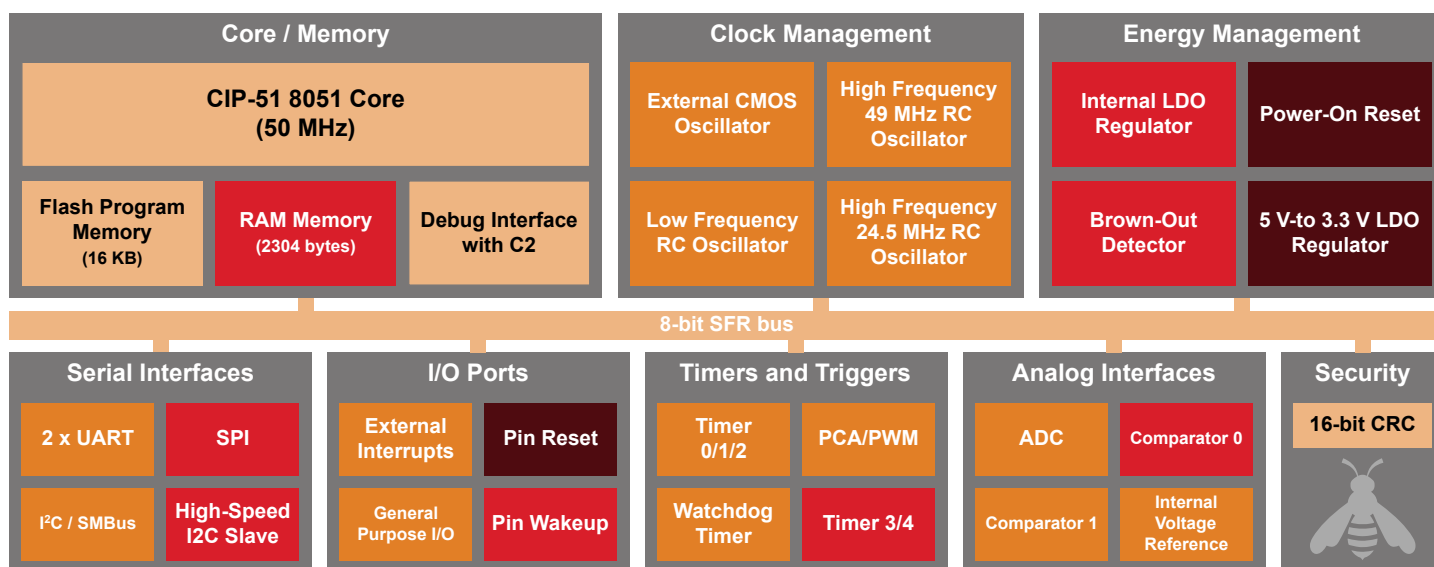 Core / Memory
CIP-51 8051 Core
(50 MHz)
Flash Program
Memory
(16 KB)
RAM Memory
(2304 bytes)
Debug Interface
with C2
Clock Management
External CMOS
Oscillator
High Frequency
49 MHz RC
Oscillator
Low Frequency
RC Oscillator
High Frequency
24.5 MHz RC
Oscillator
Energy Management
Internal LDO
Regulator
Power-On Reset
Brown-Out
Detector
5 V-to 3.3 V LDO
Regulator
8-bit SFR bus
Serial Interfaces
2 x UART
SPI
I²C / SMBus
High-Speed
I2C Slave
I/O Ports
External
Interrupts
Pin Reset
General
Purpose I/O
Pin Wakeup
Timers and Triggers
Timer
0/1/2
PCA/PWM
Watchdog
Timer
Timer 3/4
Analog Interfaces
ADC
Comparator 0
Comparator 1
Internal
Voltage
Reference
Security
16-bit CRC